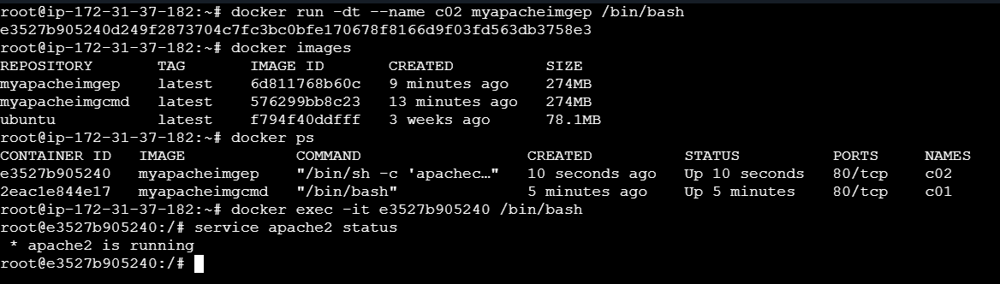 root@ip-172-31-37-182:~# docker run -dt --name c02 myapacheimgep /bin/bash
e3527b905240d249f2873704c7fc3bc0bfe170678f8166d9f03fd563db3758e3
root@ip-172-31-37-182:~# docker images
REPOSITORY TAG IMAGE ID CREATED SIZE
myapacheimgep latest 6d811768b60c 9 minutes ago 274MB
myapacheimgcmd latest 576299bb8c23 13 minutes ago 274MB
ubuntu latest f794f40ddfff 3 weeks ago 78.1MB
root@ip-172-31-37-182:~# docker ps
CONTAINER ID IMAGE COMMAND CREATED STATUS PORTS NAMES
e3527b905240 myapacheimgep "/bin/sh -c 'apachec…" 10 seconds ago Up 10 seconds 80/tcp c02
2eac1e844e17 myapacheimgcmd "/bin/bash" 5 minutes ago Up 5 minutes 80/tcp c01
root@ip-172-31-37-182:~# docker exec -it e3527b905240 /bin/bash
root@e3527b905240:/# service apache2 status
* apache2 is running
root@e3527b905240:/#